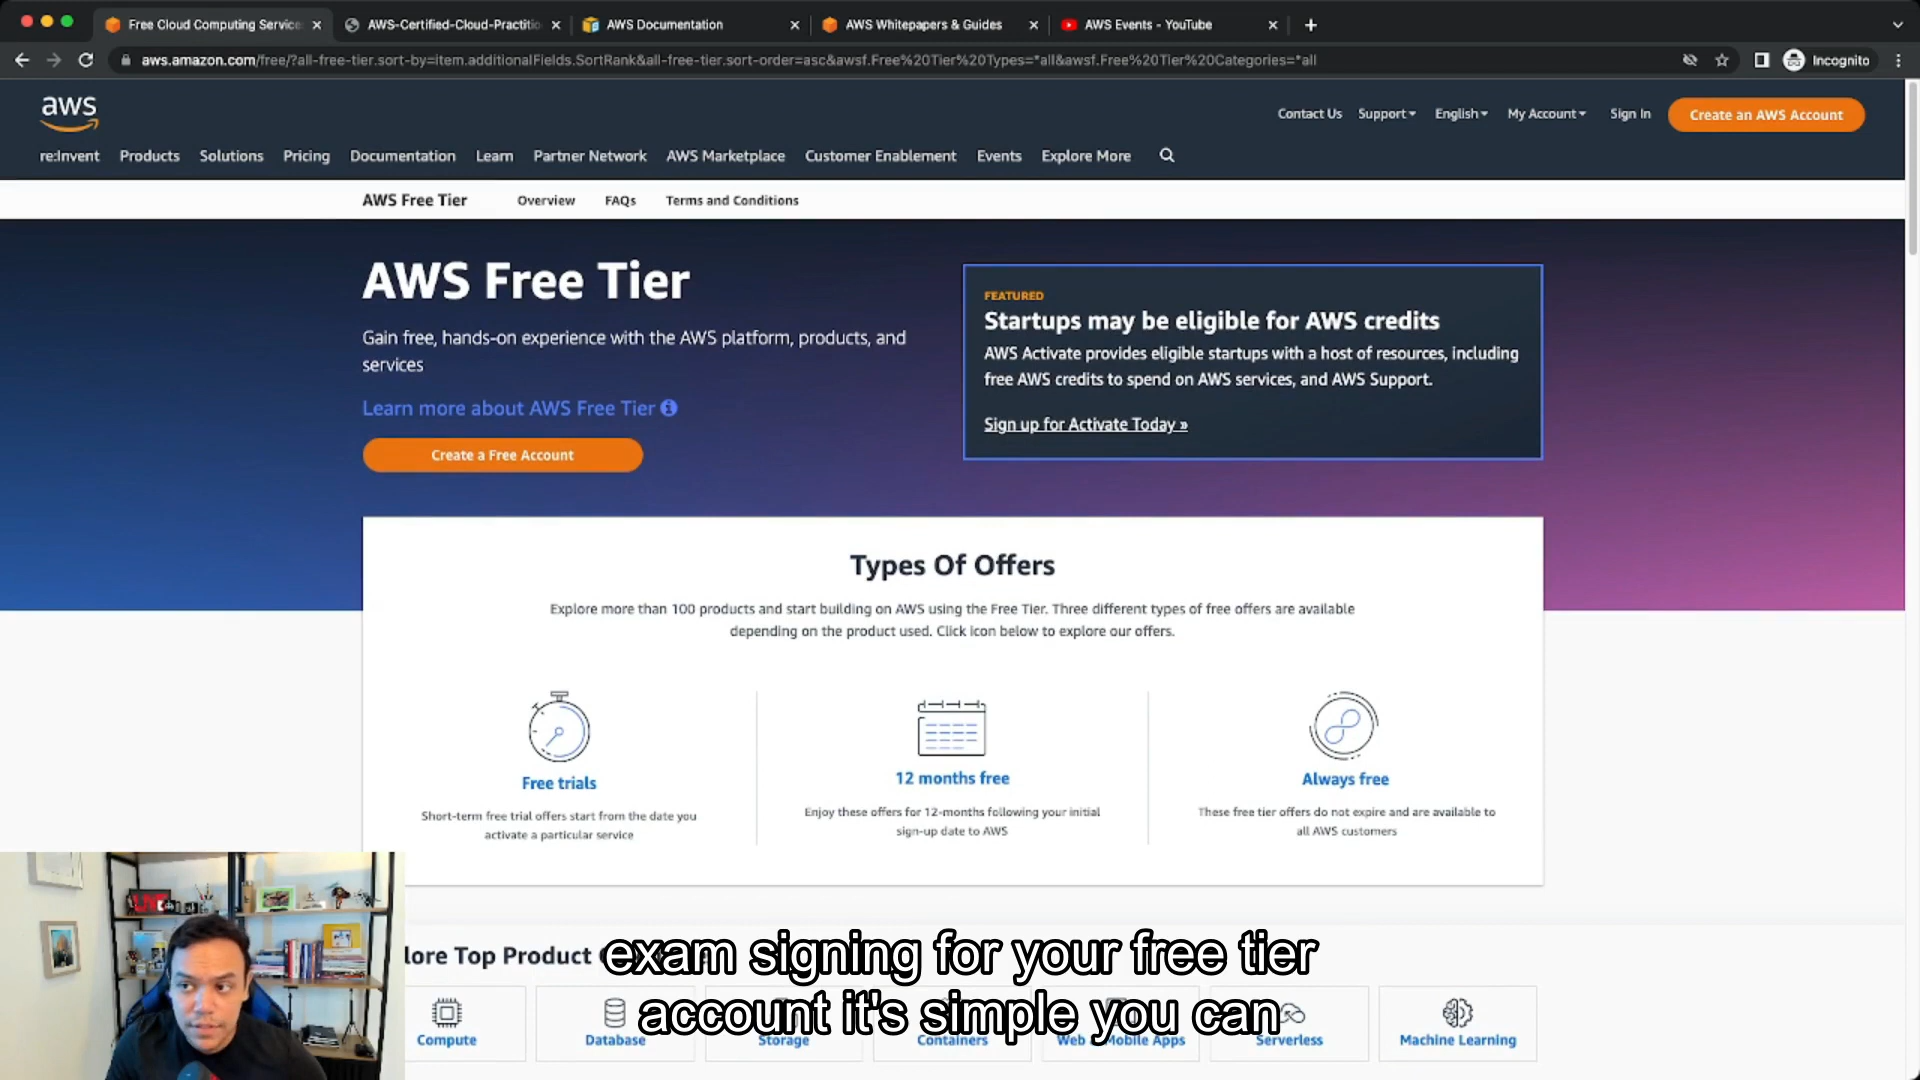 Free Cloud Computing Service
AWS-Certified-Cloud-Practitio
AWS Documentation
AWS Whitepapers & Guides
AWS Events - YouTube
aws.amazon.com/free/?all-free-tier.sort-by=item.additionalFields.SortRank&all-free-tier.sort-order=asc&awsf.Free%20Tier%20Types=*all&awsf.Free%20Tier%20Categories=*all
Incognito
aws
Contact Us Support English My Account Sign In Create an AWS Account
re:Invent Products Solutions Pricing Documentation Learn Partner Network AWS Marketplace Customer Enablement Events Explore More
AWS Free Tier Overview FAQs Terms and Conditions
AWS Free Tier
Gain free, hands-on experience with the AWS platform, products, and
services
Learn more about AWS Free Tier
Create a Free Account
FEATURED
Startups may be eligible for AWS credits
AWS Activate provides eligible startups with a host of resources, including
free AWS credits to spend on AWS services, and AWS Support.
Sign up for Activate Today »
Types Of Offers
Explore more than 100 products and start building on AWS using the Free Tier. Three different types of free offers are available
depending on the product used. Click icon below to explore our offers.
Free trials
Short-term free trial offers start from the date you
activate a particular service
12 months free
Enjoy these offers for 12-months following your initial
sign-up date to AWS
Always free
These free tier offers do not expire and are available to
all AWS customers
lore Top Product
exam signing for your free tier
account it's simple you can
Compute
Database
Storage
Containers
Web & Mobile Apps
Serverless
Machine Learning